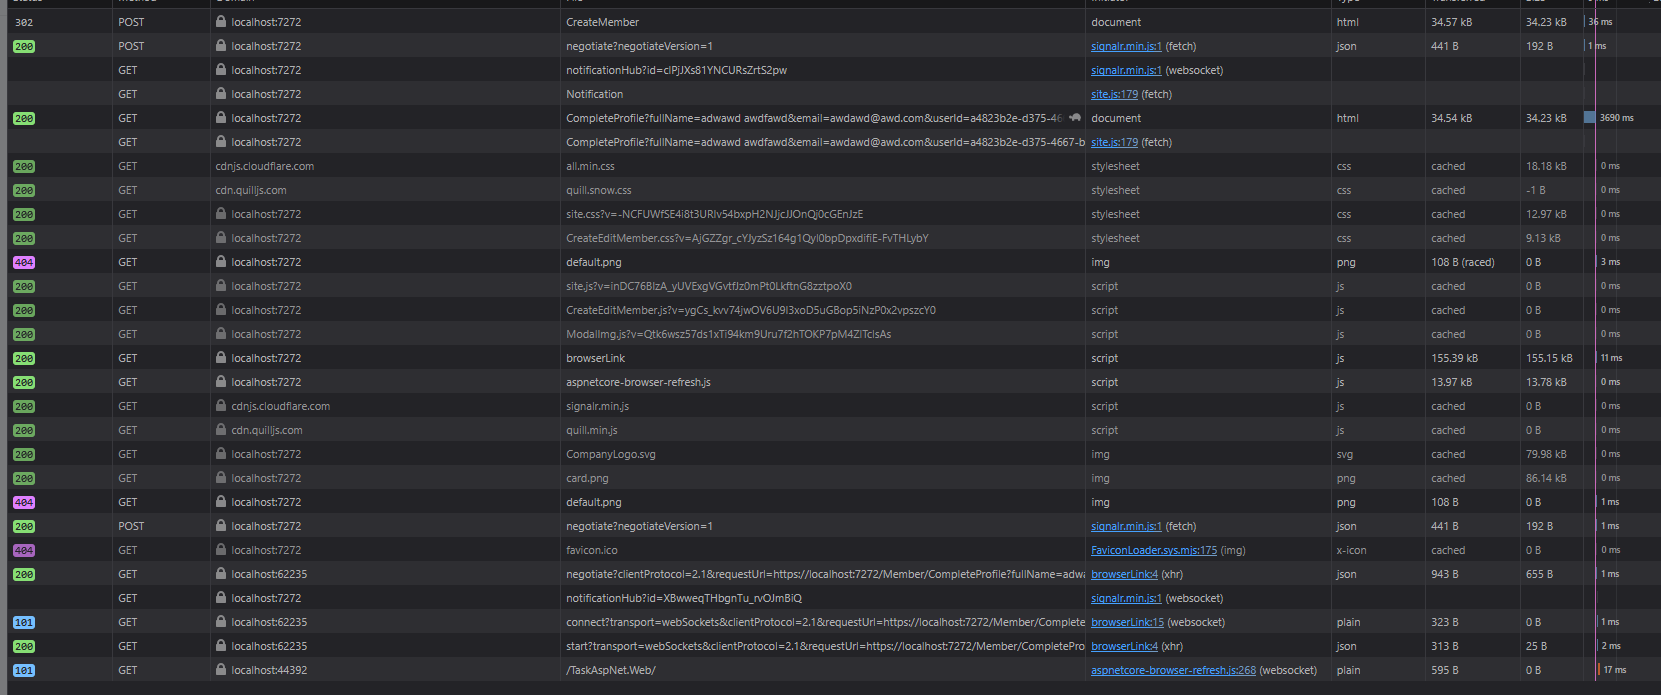 302 POST localhost:7272 CreateMember document html 34.57 kB 34.23 kB 36 ms
200 POST localhost:7272 negotiate?negotiateVersion=1 signalr.min.js:1 (fetch) json 441 B 192 B 1 ms
GET localhost:7272 signalr.min.js:1 (websocket)
GET localhost:7272 Notification site.js:179 (fetch)
200 GET localhost:7272 CompleteProfile?fullName=adwawd awdfawd&email=awdawd@awd.com&userId=a4823b2e-d375-46 document html 34.54 kB 34.23 kB 3690 ms
GET localhost:7272 CompleteProfile?fullName=adwawd awdfawd&email=awdawd@awd.com&userId=a4823b2e-d375-4667-b site.js:179 (fetch)
200 GET cdnjs.cloudflare.com all.min.css stylesheet css cached 18.18 kB 0 ms
200 GET cdn.quilljs.com quill.snow.css stylesheet css cached -1 B 0 ms
200 GET localhost:7272 stylesheet css cached 12.97 kB 0 ms
200 GET localhost:7272 stylesheet css cached 9.13 kB 0 ms
404 GET localhost:7272 default.png img png 108 B (raced) 0 B 3 ms
200 GET localhost:7272 script js cached 0 B 0 ms
200 GET localhost:7272 script js cached 0 B 0 ms
200 GET localhost:7272 script js cached 0 B 0 ms
200 GET localhost:7272 browserLink script js 155.39 kB 155.15 kB 11 ms
200 GET localhost:7272 aspnetcore-browser-refresh.js script js 13.97 kB 13.78 kB 0 ms
200 GET cdnjs.cloudflare.com signalr.min.js script js cached 0 B 0 ms
200 GET cdn.quilljs.com quill.min.js script js cached 0 B 0 ms
200 GET localhost:7272 CompanyLogo.svg img svg cached 79.98 kB 0 ms
200 GET localhost:7272 card.png img png cached 86.14 kB 0 ms
404 GET localhost:7272 default.png img png 108 B 0 B 1 ms
200 POST localhost:7272 negotiate?negotiateVersion=1 signalr.min.js:1 (fetch) json 441 B 192 B 1 ms
404 GET localhost:7272 favicon.ico FaviconLoader.sys.mjs:175 (img) x-icon cached 0 B 0 ms
200 GET localhost:62235 negotiate?clientProtocol=2.1&requestUrl=https://localhost:7272/Member/CompleteProfile?fullName=adwa browserLink:4 (xhr) json 943 B 655 B 1 ms
GET localhost:7272 notificationHub?id=XBwweqTHbgnTu_rvOJmBiQ signalr.min.js:1 (websocket)
101 GET localhost:62235 connect?transport=webSockets&clientProtocol=2.1&requestUrl=https://localhost:7272/Member/Complete browserLink:15 (websocket) plain 323 B 0 B 1 ms
200 GET localhost:62235 start?transport=webSockets&clientProtocol=2.1&requestUrl=https://localhost:7272/Member/CompletePro browserLink:4 (xhr) json 313 B 25 B 2 ms
101 GET localhost:44392 /TaskAspNet.Web/ aspnetcore-browser-refresh.js:268 (websocket) plain 595 B 0 B 17 ms